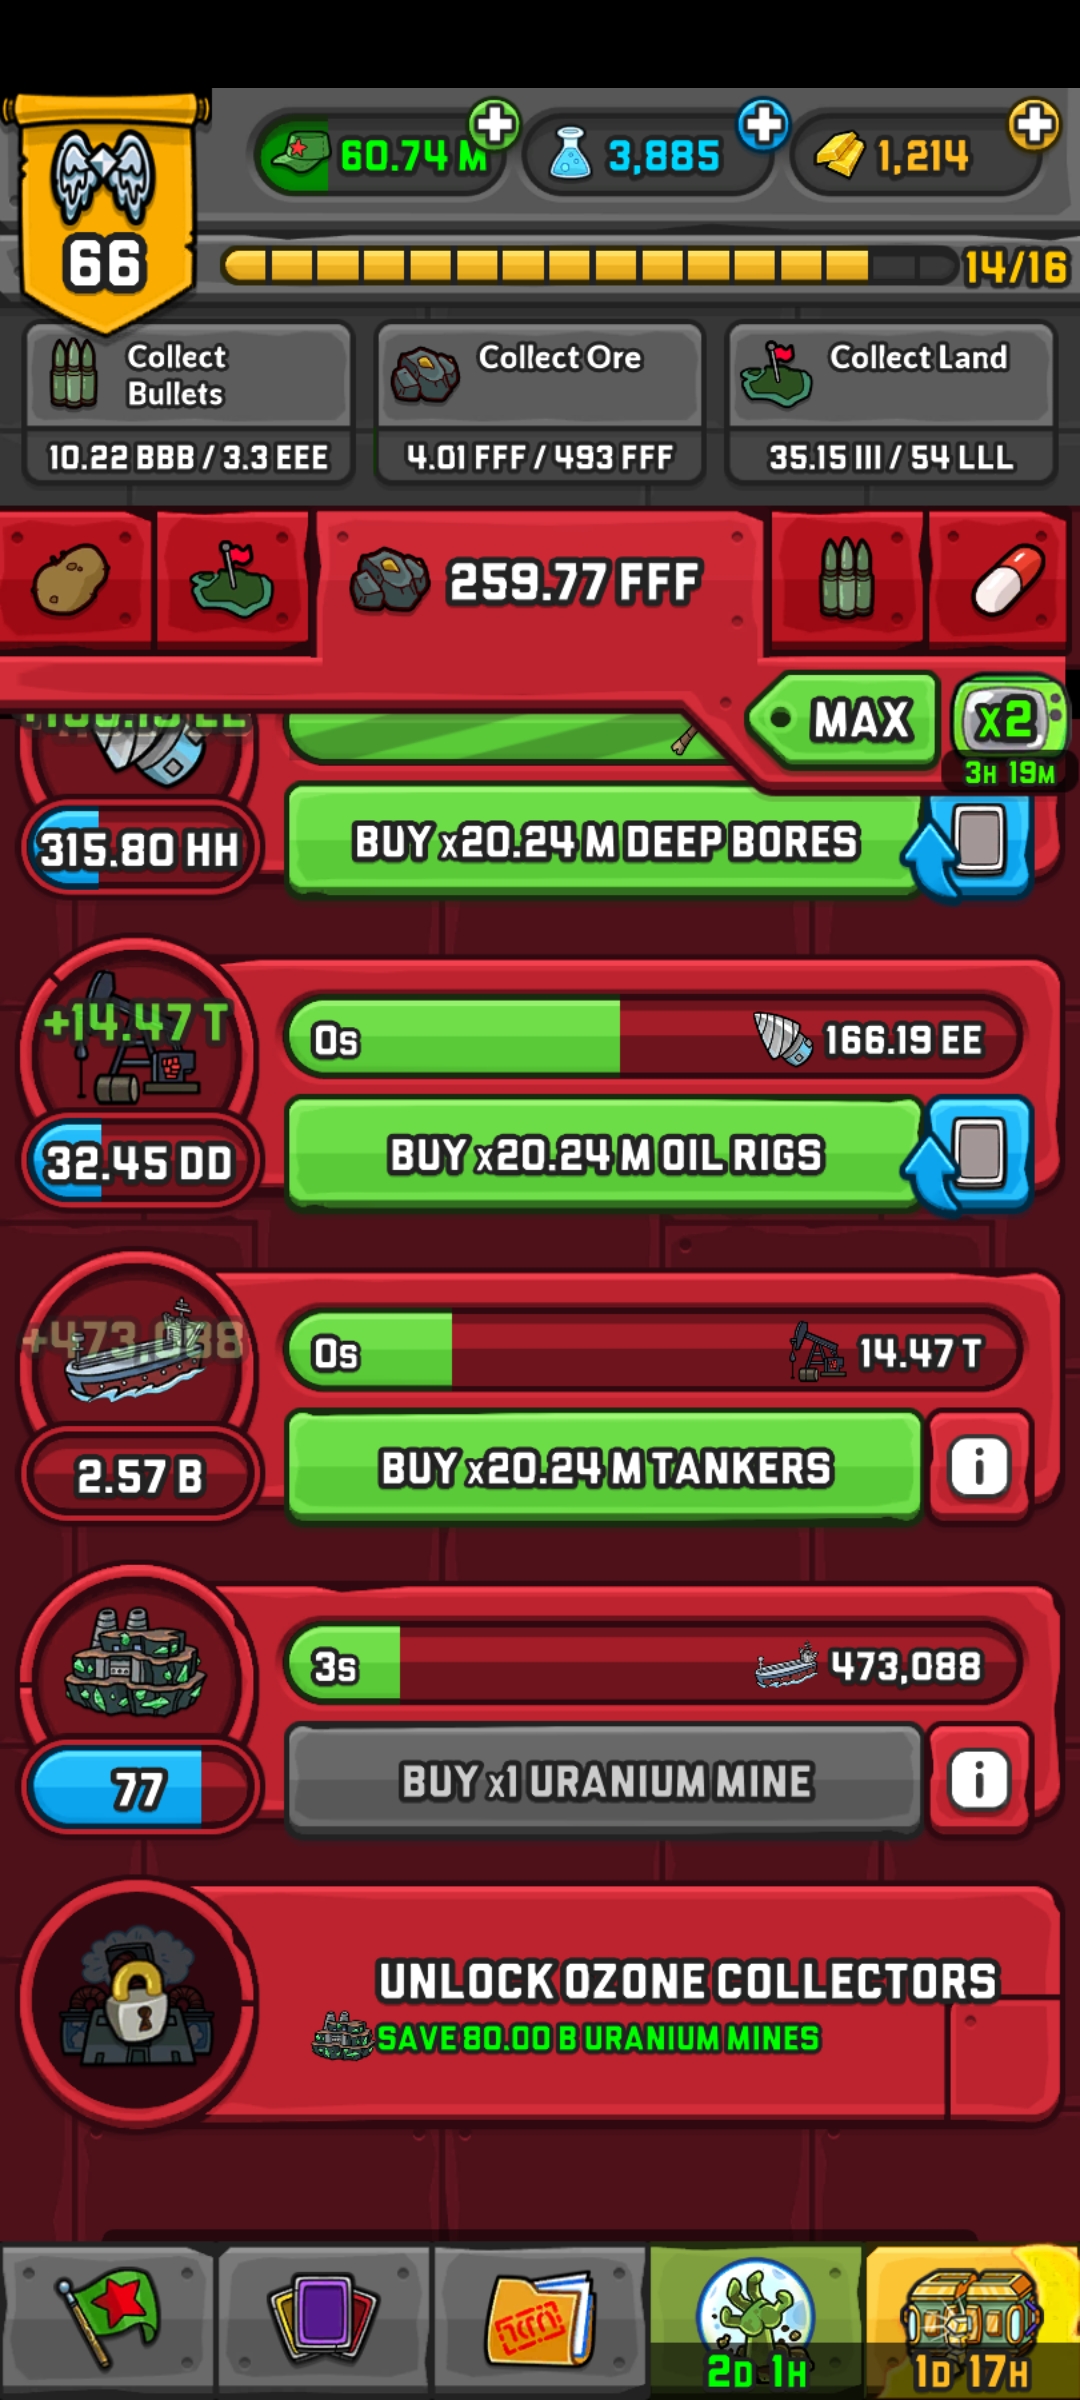 60.74 M
3,885
1,214
66
14/16
Collect
Bullets
10.22 BBB / 3.3 EEE
Collect Ore
4.01 FFF / 493 FFF
Collect Land
35.15 III / 54 LLL
259.77 FFF
MAX
x2
3H 19M
315.80 HH
BUY x20.24 M DEEP BORES
+14.47 T
0s
166.19 EE
32.45 DD
BUY x20.24 M OIL RIGS
+473,088
0s
14.47 T
2.57 B
BUY x20.24 M TANKERS
i
3s
473,088
77
BUY x1 URANIUM MINE
i
UNLOCK OZONE COLLECTORS
SAVE 80.00 B URANIUM MINES
2D 1H
1D 17H